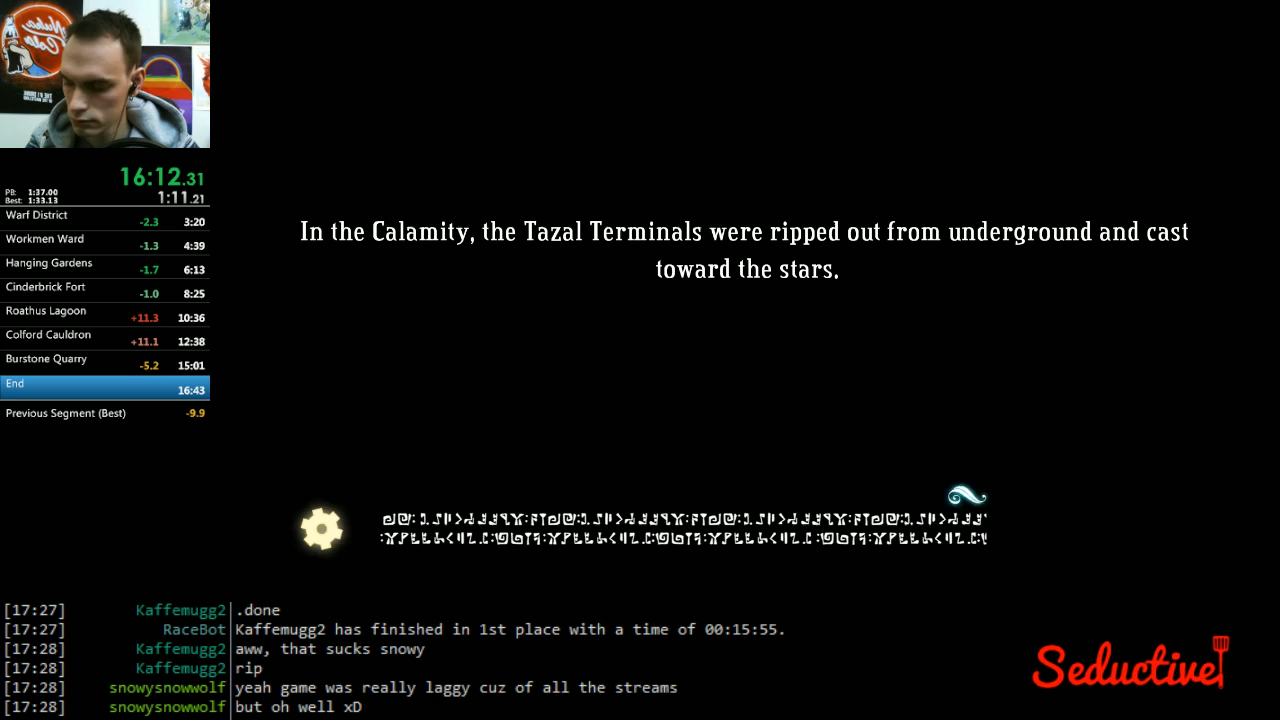 Nuka
Cola
16:12.31
PB: 1:37.00
Best: 1:33.13
1:11.21
Warf District -2.3 3:20
Workmen Ward -1.3 4:39
Hanging Gardens -1.7 6:13
Cinderbrick Fort -1.0 8:25
Roathus Lagoon +11.3 10:36
Colford Cauldron +11.1 12:38
Burstone Quarry -5.2 15:01
End 16:43
Previous Segment (Best) -9.9
In the Calamity, the Tazal Terminals were ripped out from underground and cast
toward the stars.
[17:27] Kaffemugg2 .done
[17:27] RaceBot Kaffemugg2 has finished in 1st place with a time of 00:15:55.
[17:28] Kaffemugg2 aww, that sucks snowy
[17:28] Kaffemugg2 rip
[17:28] snowysnowwolf yeah game was really laggy cuz of all the streams
[17:28] snowysnowwolf but oh well xD
Seductive